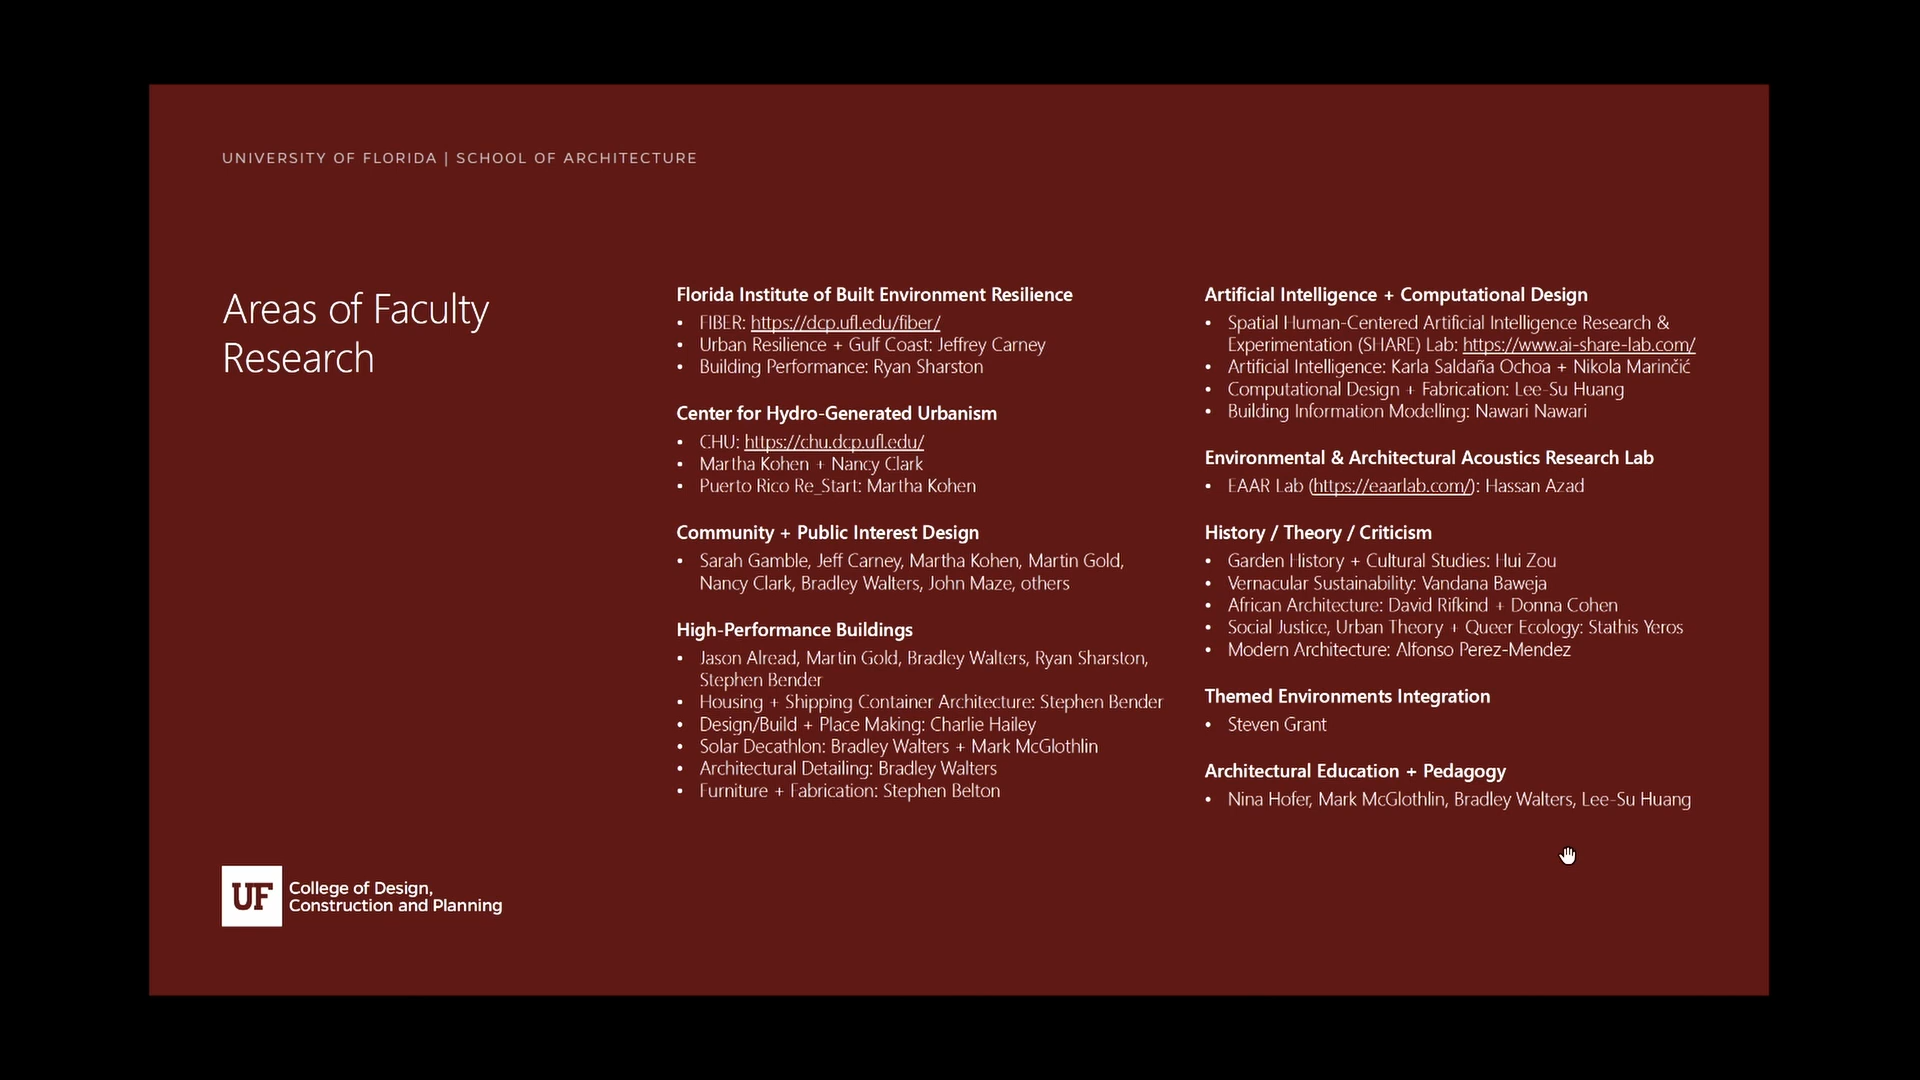 UNIVERSITY OF FLORIDA | SCHOOL OF ARCHITECTURE
Areas of Faculty
Research
Florida Institute of Built Environment Resilience
• FIBER: https://dcp.ufl.edu/fiber/
• Urban Resilience + Gulf Coast: Jeffrey Carney
• Building Performance: Ryan Sharston
Center for Hydro-Generated Urbanism
• CHU: https://chu.dcp.ufl.edu/
• Martha Kohen + Nancy Clark
• Puerto Rico Re_Start: Martha Kohen
Community + Public Interest Design
• Sarah Gamble, Jeff Carney, Martha Kohen, Martin Gold,
Nancy Clark, Bradley Walters, John Maze, others
High-Performance Buildings
• Jason Alread, Martin Gold, Bradley Walters, Ryan Sharston,
Stephen Bender
• Housing + Shipping Container Architecture: Stephen Bender
• Design/Build + Place Making: Charlie Hailey
• Solar Decathlon: Bradley Walters + Mark McGlothlin
• Architectural Detailing: Bradley Walters
• Furniture + Fabrication: Stephen Belton
Artificial Intelligence + Computational Design
• Spatial Human-Centered Artificial Intelligence Research &
Experimentation (SHARE) Lab: https://www.ai-share-lab.com/
• Artificial Intelligence: Karla Saldaña Ochoa + Nikola Marinčić
• Computational Design + Fabrication: Lee-Su Huang
• Building Information Modelling: Nawari Nawari
Environmental & Architectural Acoustics Research Lab
• EAAR Lab (https://eaarlab.com/): Hassan Azad
History / Theory / Criticism
• Garden History + Cultural Studies: Hui Zou
• Vernacular Sustainability: Vandana Baweja
• African Architecture: David Rifkind + Donna Cohen
• Social Justice, Urban Theory + Queer Ecology: Stathis Yeros
• Modern Architecture: Alfonso Perez-Mendez
Themed Environments Integration
• Steven Grant
Architectural Education + Pedagogy
• Nina Hofer, Mark McGlothlin, Bradley Walters, Lee-Su Huang
UF
College of Design,
Construction and Planning